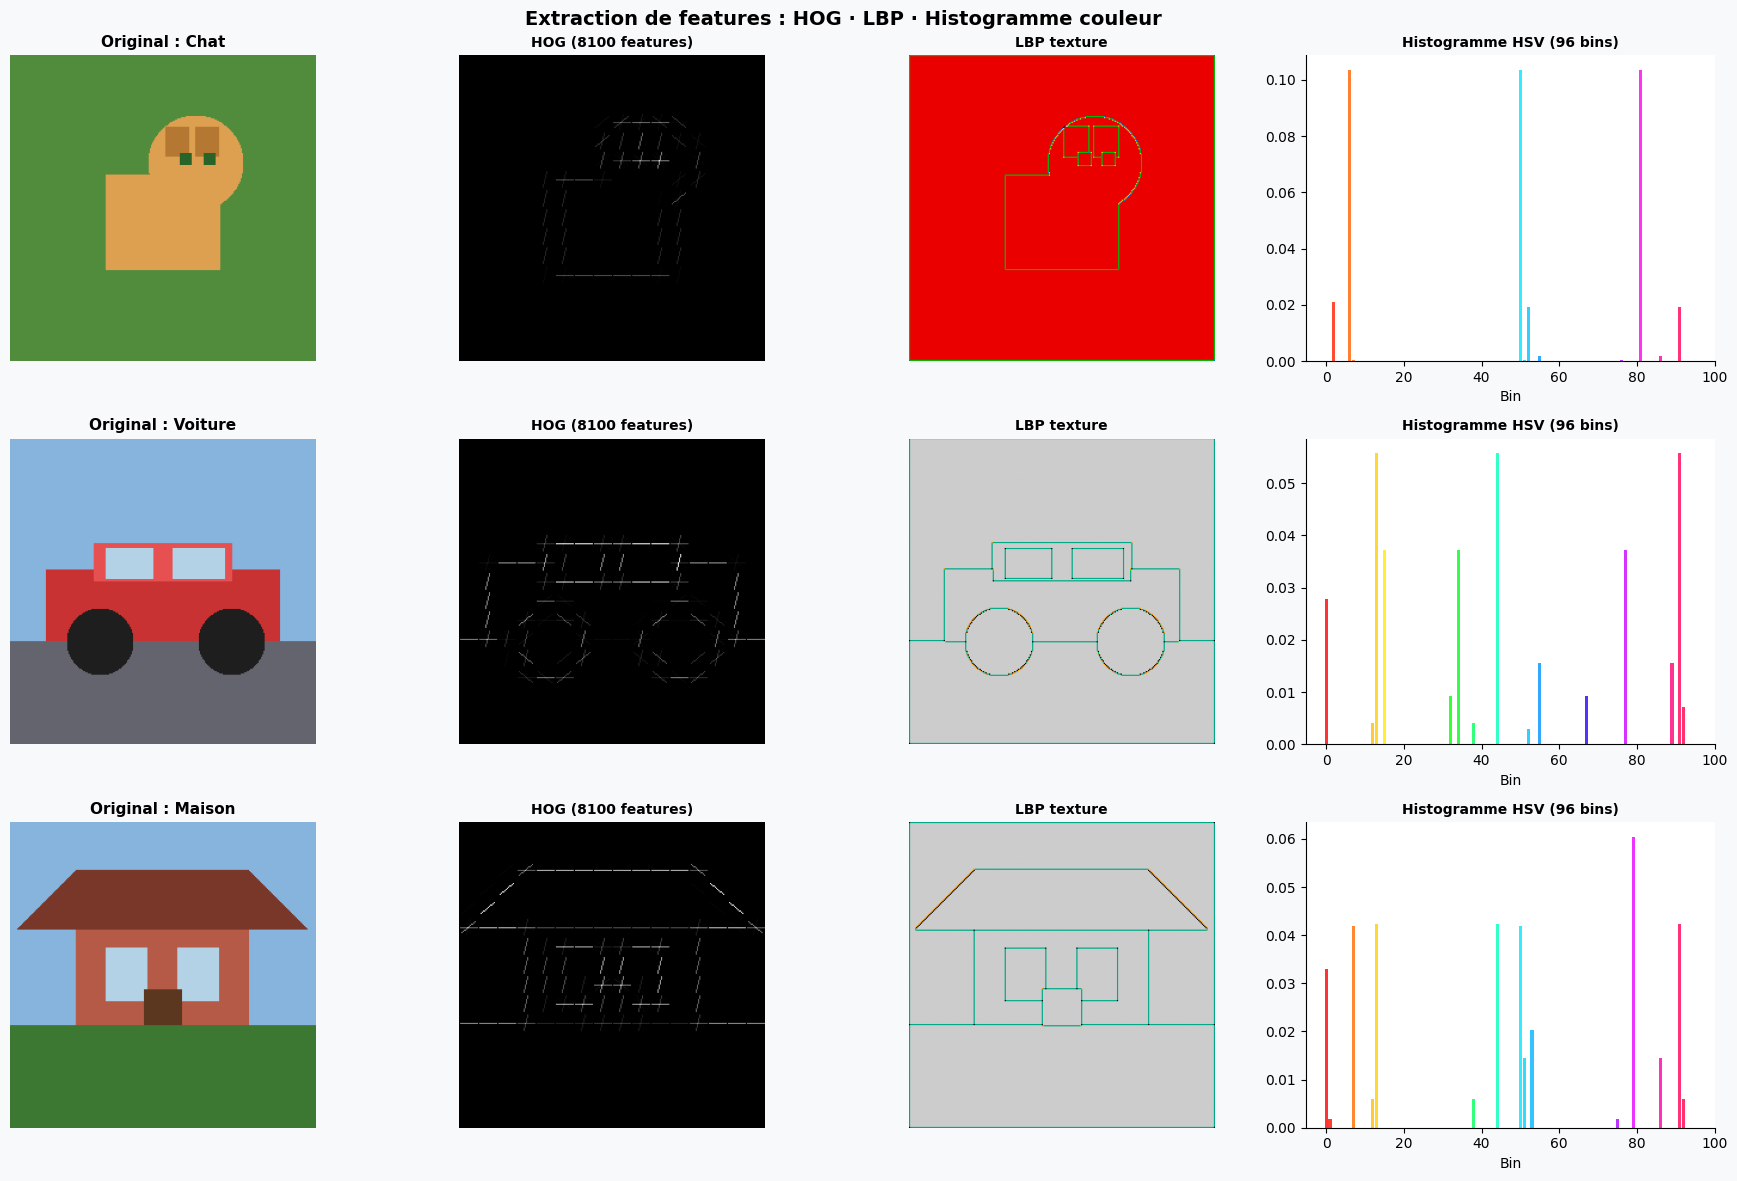 Extraction de features : HOG · LBP · Histogramme couleur
Original : Chat
HOG (8100 features)
LBP texture
Histogramme HSV (96 bins)
0.10
0.08
0.06
0.04
0.02
0.00
0 20 40 60 80 100
Bin
Original : Voiture
HOG (8100 features)
LBP texture
Histogramme HSV (96 bins)
0.05
0.04
0.03
0.02
0.01
0.00
0 20 40 60 80 100
Bin
Original : Maison
HOG (8100 features)
LBP texture
Histogramme HSV (96 bins)
0.06
0.05
0.04
0.03
0.02
0.01
0.00
0 20 40 60 80 100
Bin